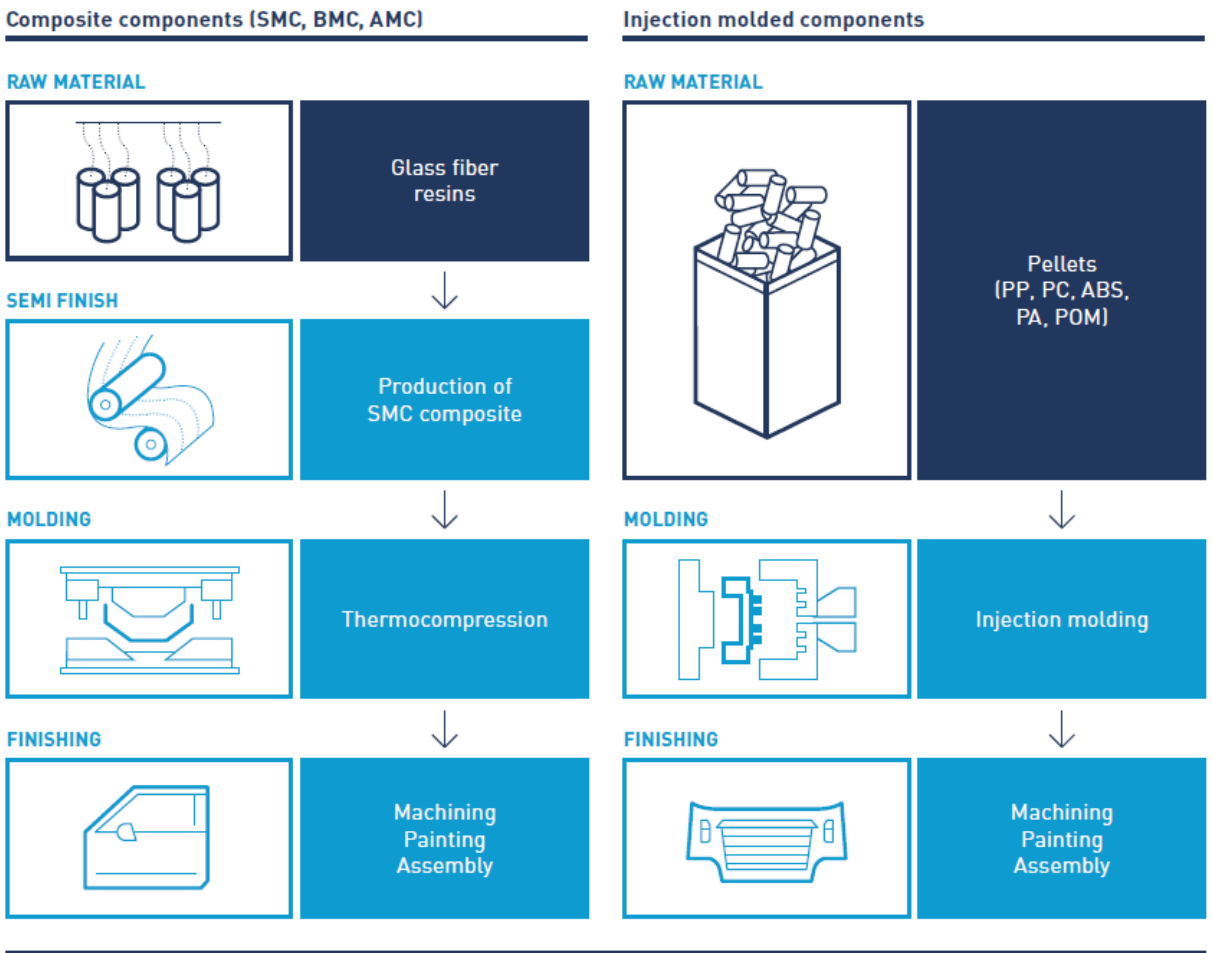 Composite components (SMC, BMC, AMC)
RAW MATERIAL
Glass fiber
resins
SEMI FINISH
Production of
SMC composite
MOLDING
Thermocompression
FINISHING
Machining
Painting
Assembly
Injection molded components
RAW MATERIAL
Pellets
(PP, PC, ABS,
PA, POM)
MOLDING
Injection molding
FINISHING
Machining
Painting
Assembly